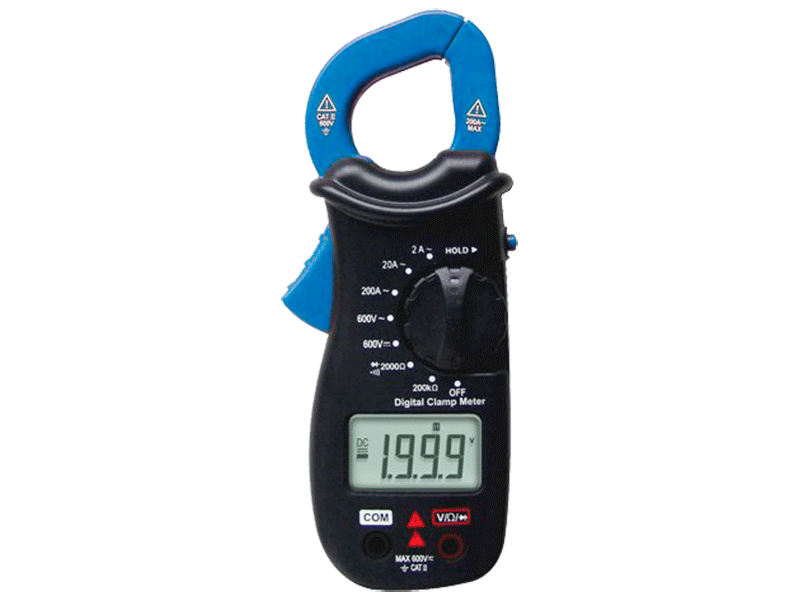 CAT II
600V
200A~
MAX
2A~
HOLD ►
20A~
200A~
600V~
600V⎓
2000Ω
200kΩ
OFF
Digital Clamp Meter
H
DC
1.9.9.9
V
COM
V/Ω/
MAX 600V
CAT II